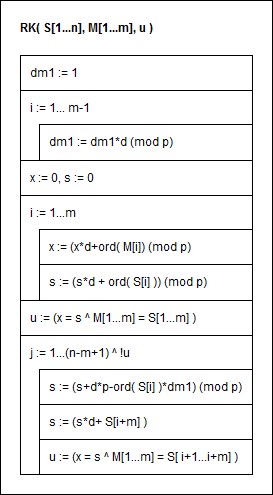 RK( S[1...n], M[1...m], u )
dm1 := 1
i := 1... m-1
dm1 := dm1*d (mod p)
x := 0, s := 0
i := 1...m
x := (x*d+ord( M[i]) (mod p)
s := (s*d + ord( S[i] )) (mod p)
u := (x = s ^ M[1...m] = S[1...m] )
j := 1...(n-m+1) ^ !u
s := (s+d*p-ord( S[i] )*dm1) (mod p)
s := (s*d+ S[i+m] )
u := (x = s ^ M[1...m] = S[ i+1...i+m] )